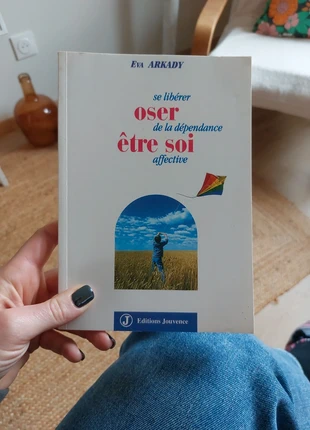 Eva ARKADY
se libérer
oser
de la dépendance
être soi
affective
J Editions Jouvence